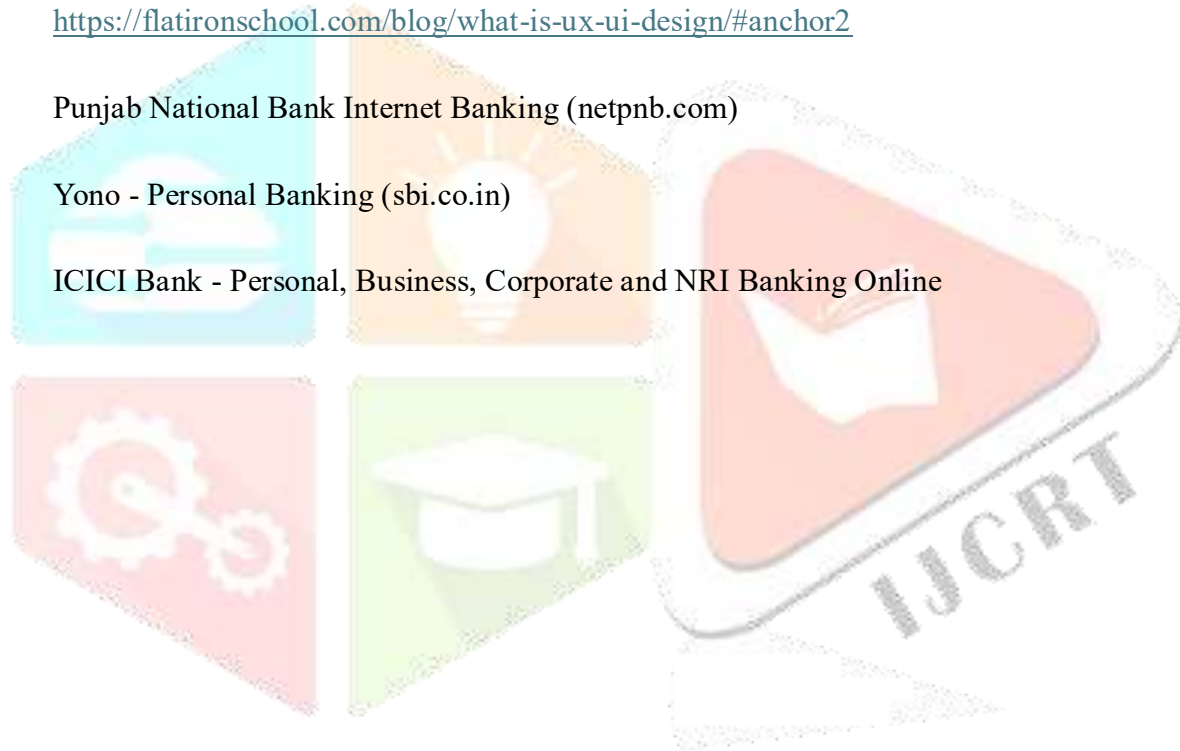 https://flatironschool.com/blog/what-is-ux-ui-design/#anchor2
Punjab National Bank Internet Banking (netpnb.com)
Yono - Personal Banking (sbi.co.in)
ICICI Bank - Personal, Business, Corporate and NRI Banking Online
IJCRT